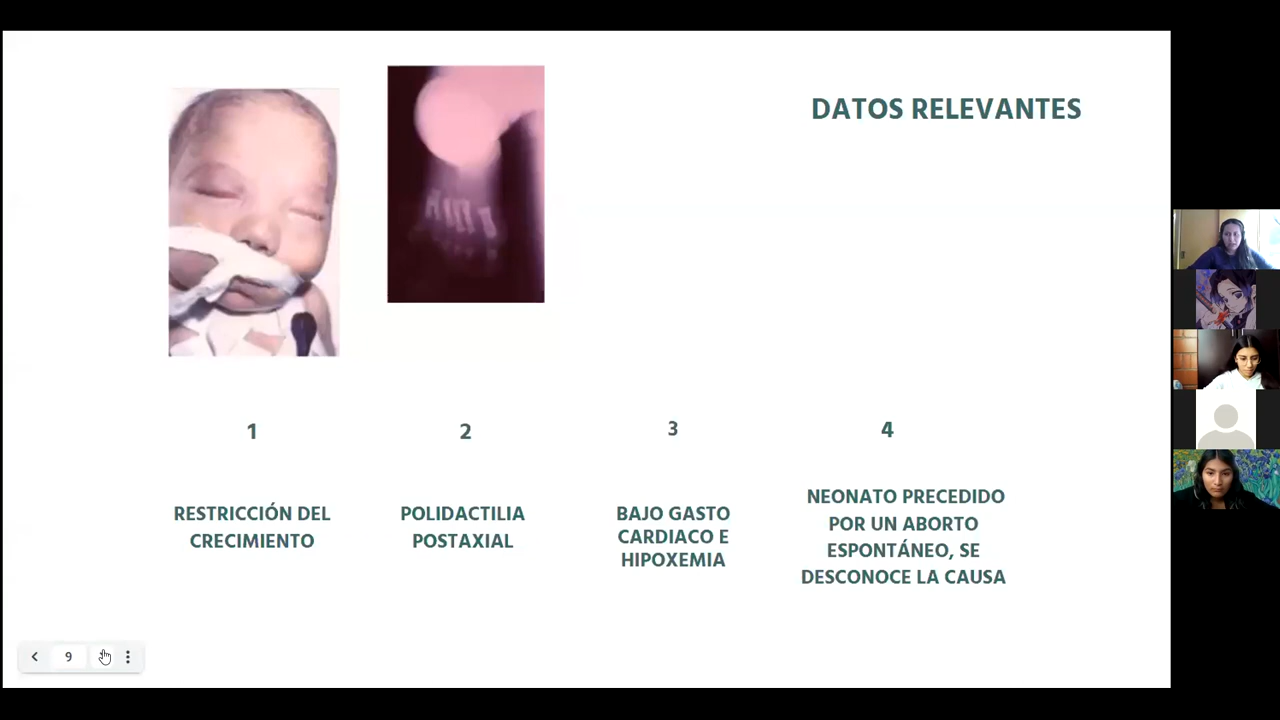 DATOS RELEVANTES
1
RESTRICCIÓN DEL
CRECIMIENTO
2
POLIDACTILIA
POSTAXIAL
3
BAJO GASTO
CARDIACO E
HIPOXEMIA
4
NEONATO PRECEDIDO
POR UN ABORTO
ESPONTÁNEO, SE
DESCONOCE LA CAUSA
9